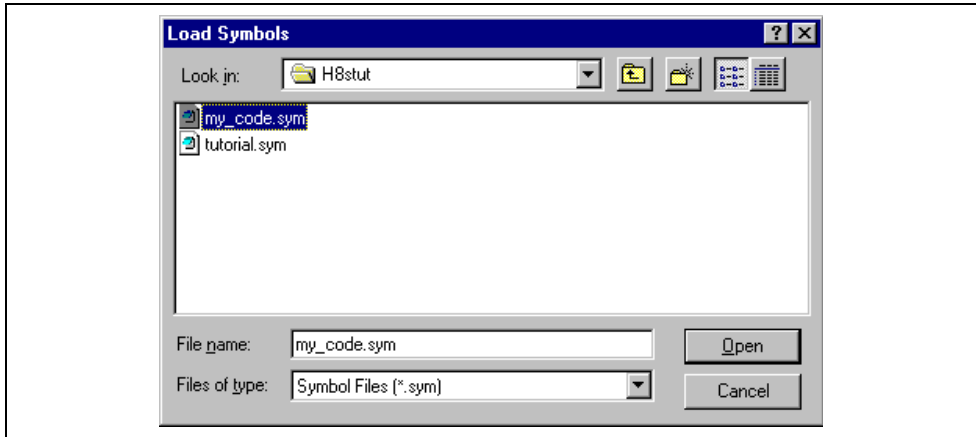 Load Symbols
Look in: H8stut
my_code.sym
tutorial.sym
File name: my_code.sym
Open
Files of type: Symbol Files (*.sym)
Cancel